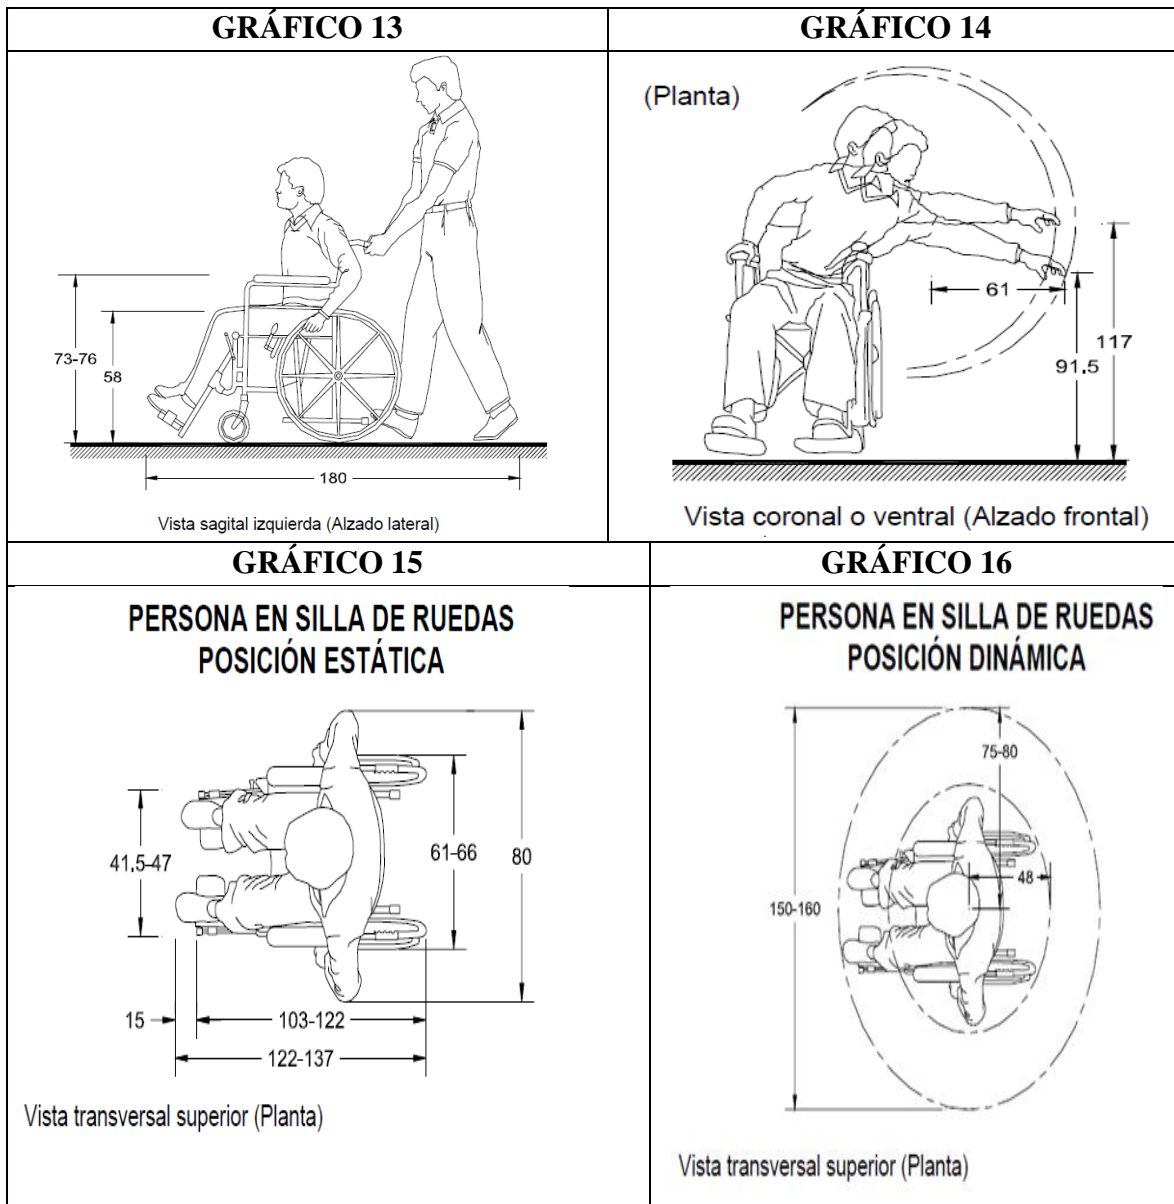 GRÁFICO 13
73-76
58
180
Vista sagital izquierda (Alzado lateral)
GRÁFICO 14
(Planta)
61
117
91.5
Vista coronal o ventral (Alzado frontal)
GRÁFICO 15
PERSONA EN SILLA DE RUEDAS
POSICIÓN ESTÁTICA
41.5-47
61-66
80
15
103-122
122-137
Vista transversal superior (Planta)
GRÁFICO 16
PERSONA EN SILLA DE RUEDAS
POSICIÓN DINÁMICA
75-80
48
150-160
Vista transversal superior (Planta)